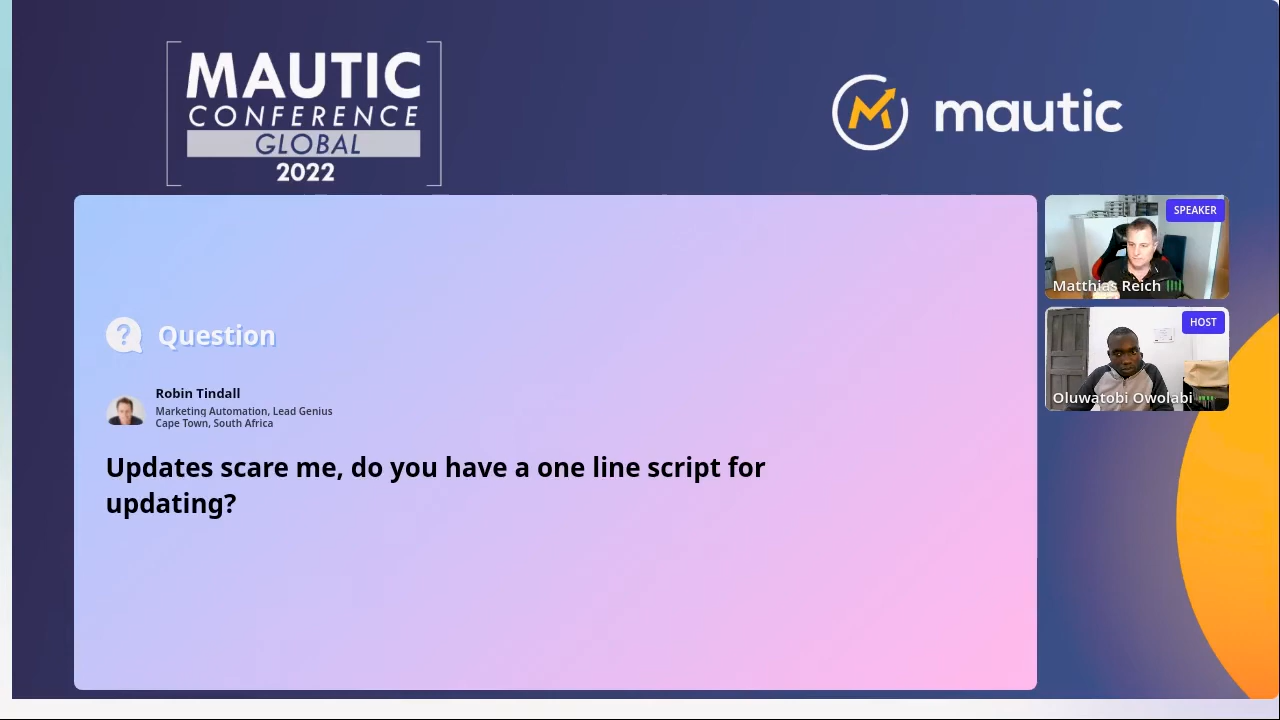 MAUTIC
CONFERENCE
GLOBAL
2022
mautic
SPEAKER
Matthias Reich
HOST
Oluwatobi Owolabi
Question
Robin Tindall
Marketing Automation, Lead Genius
Cape Town, South Africa
Updates scare me, do you have a one line script for
updating?